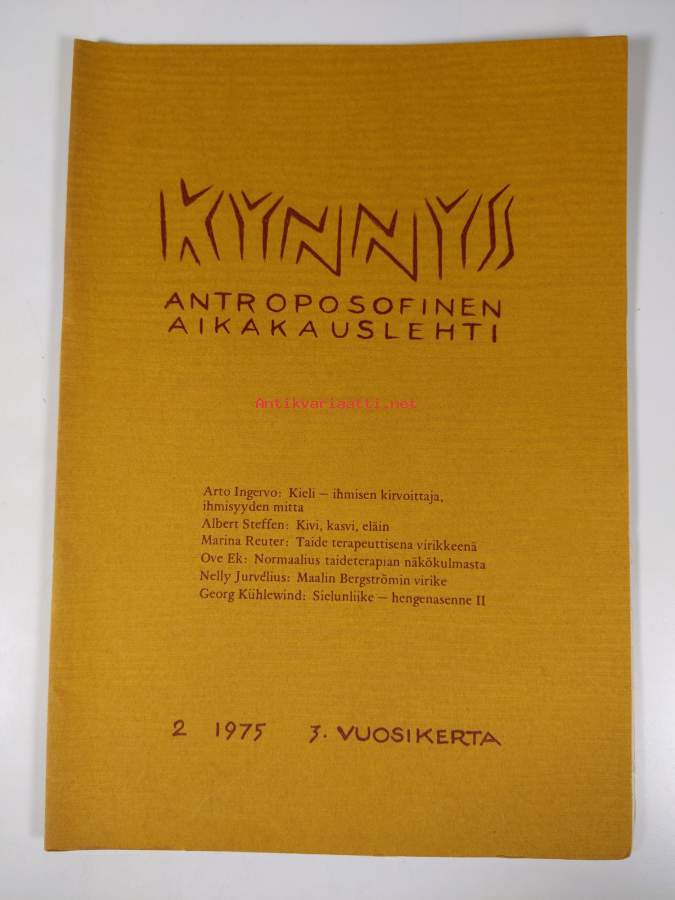 KYNNYS
ANTROPOSOFINEN
AIKAKAUSLEHTI
Antikvariaatti.net
Arto Ingervo: Kieli – ihmisen kirvoittaja,
ihmisyyden mitta
Albert Steffen: Kivi, kasvi, eläin
Marina Reuter: Taide terapeuttisena virikkeenä
Ove Ek: Normaalius taideterapian näkökulmasta
Nelly Jurvélius: Maalin Bergströmin virike
Georg Kühlewind: Sielunliike – hengenasenne II
2 1975 3. VUOSIKERTA